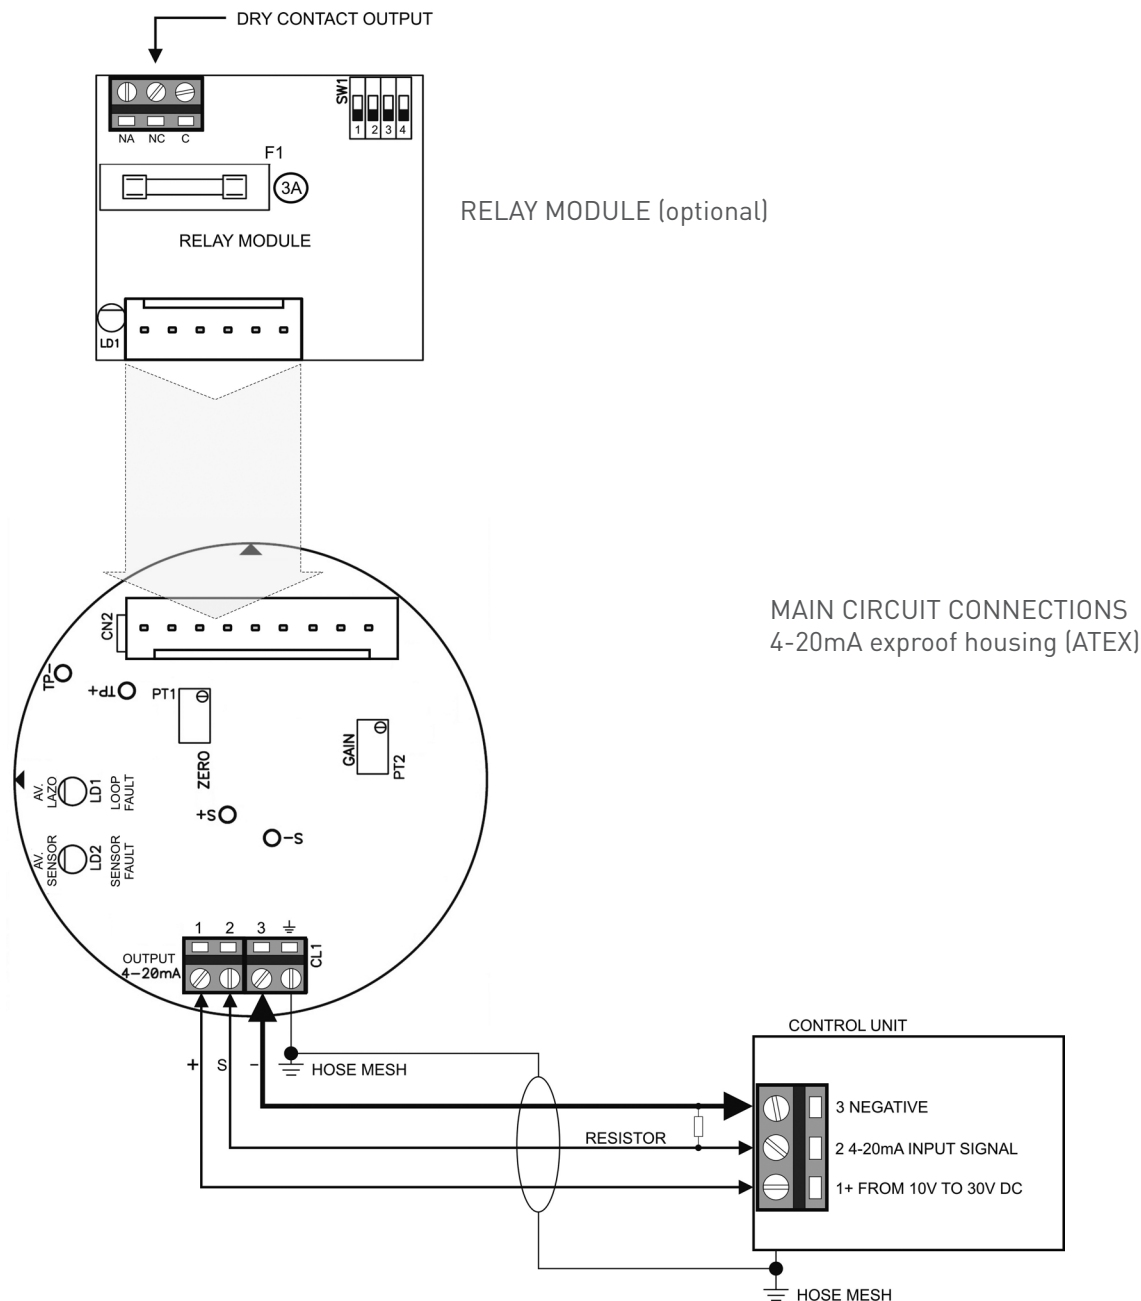 DRY CONTACT OUTPUT
SW1
1 2 3 4
NA NC C
F1
3A
RELAY MODULE (optional)
RELAY MODULE
LD1
CN2
MAIN CIRCUIT CONNECTIONS
4-20mA exproof housing (ATEX)
TP-
+TP
PT1
ZERO
GAIN
PT2
AV.
LAZO
LD1
LOOP
FAULT
+S
-S
AV.
SENSOR
LD2
SENSOR
FAULT
1 2 3
OUTPUT
4-20mA
CL1
CONTROL UNIT
+ S -
HOSE MESH
3 NEGATIVE
RESISTOR
2 4-20mA INPUT SIGNAL
1+ FROM 10V TO 30V DC
HOSE MESH